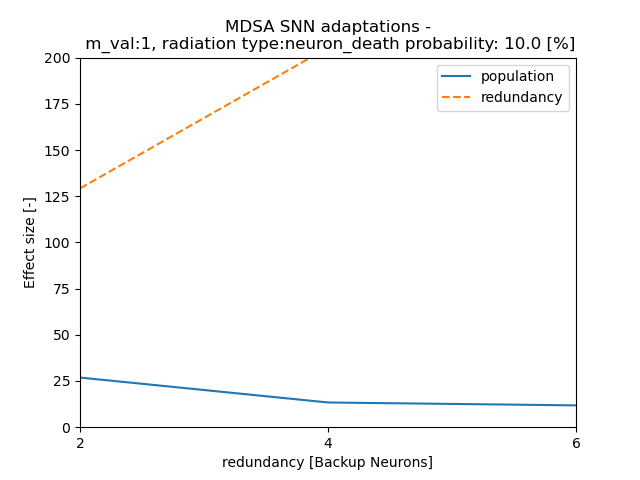 MDSA SNN adaptations -
m_val:1, radiation type:neuron_death probability: 10.0 [%]
200
175
150
125
100
75
50
25
0
Effect size [-]
population
redundancy
2
4
6
redundancy [Backup Neurons]